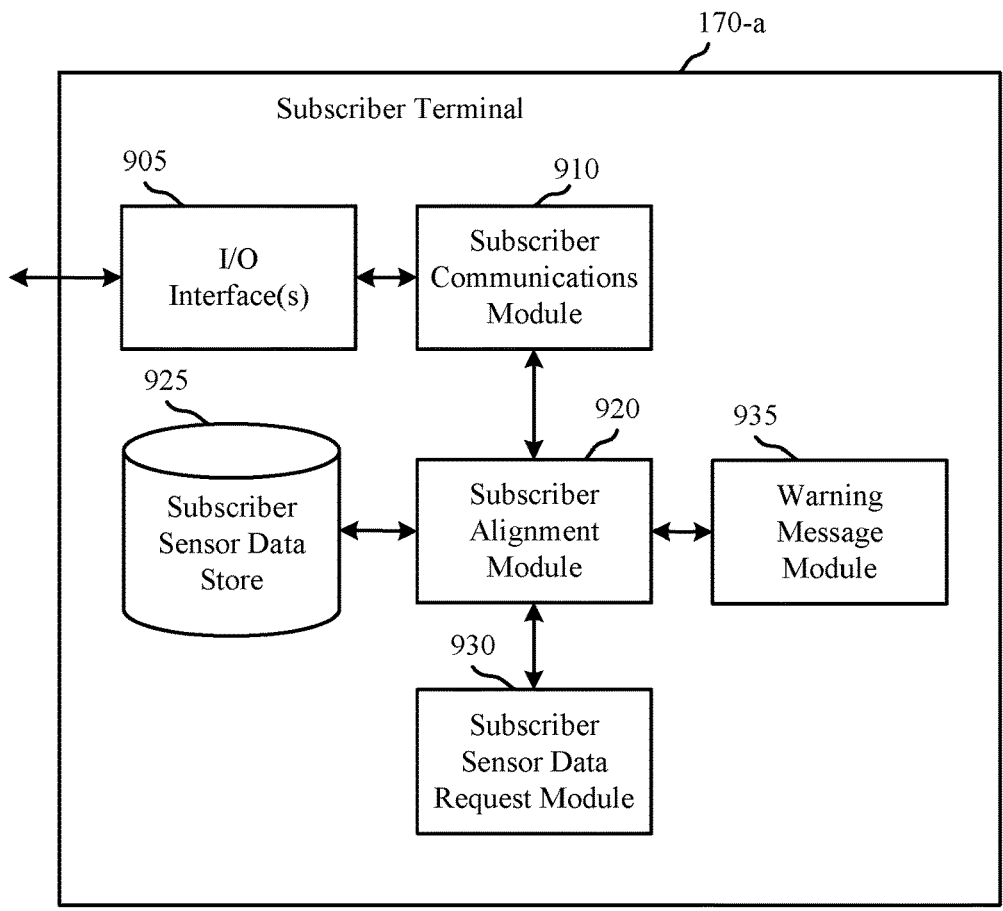 170-a
Subscriber Terminal
905
I/O
Interface(s)
910
Subscriber
Communications
Module
925
Subscriber
Sensor Data
Store
920
Subscriber
Alignment
Module
935
Warning
Message
Module
930
Subscriber
Sensor Data
Request Module